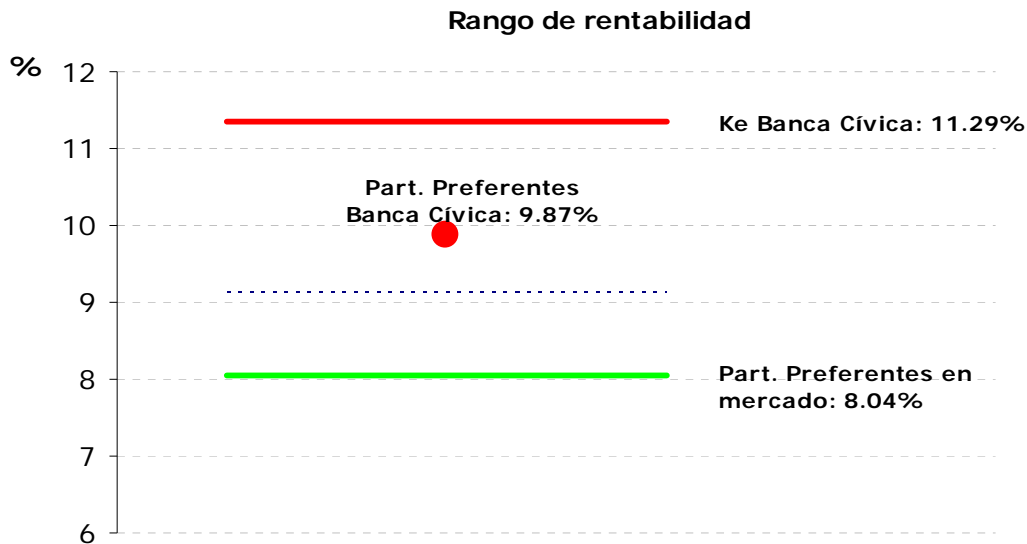 Rango de rentabilidad
%
12
Ke Banca Cívica: 11.29%
11
Part. Preferentes
Banca Cívica: 9.87%
10
9
8
Part. Preferentes en
mercado: 8.04%
7
6